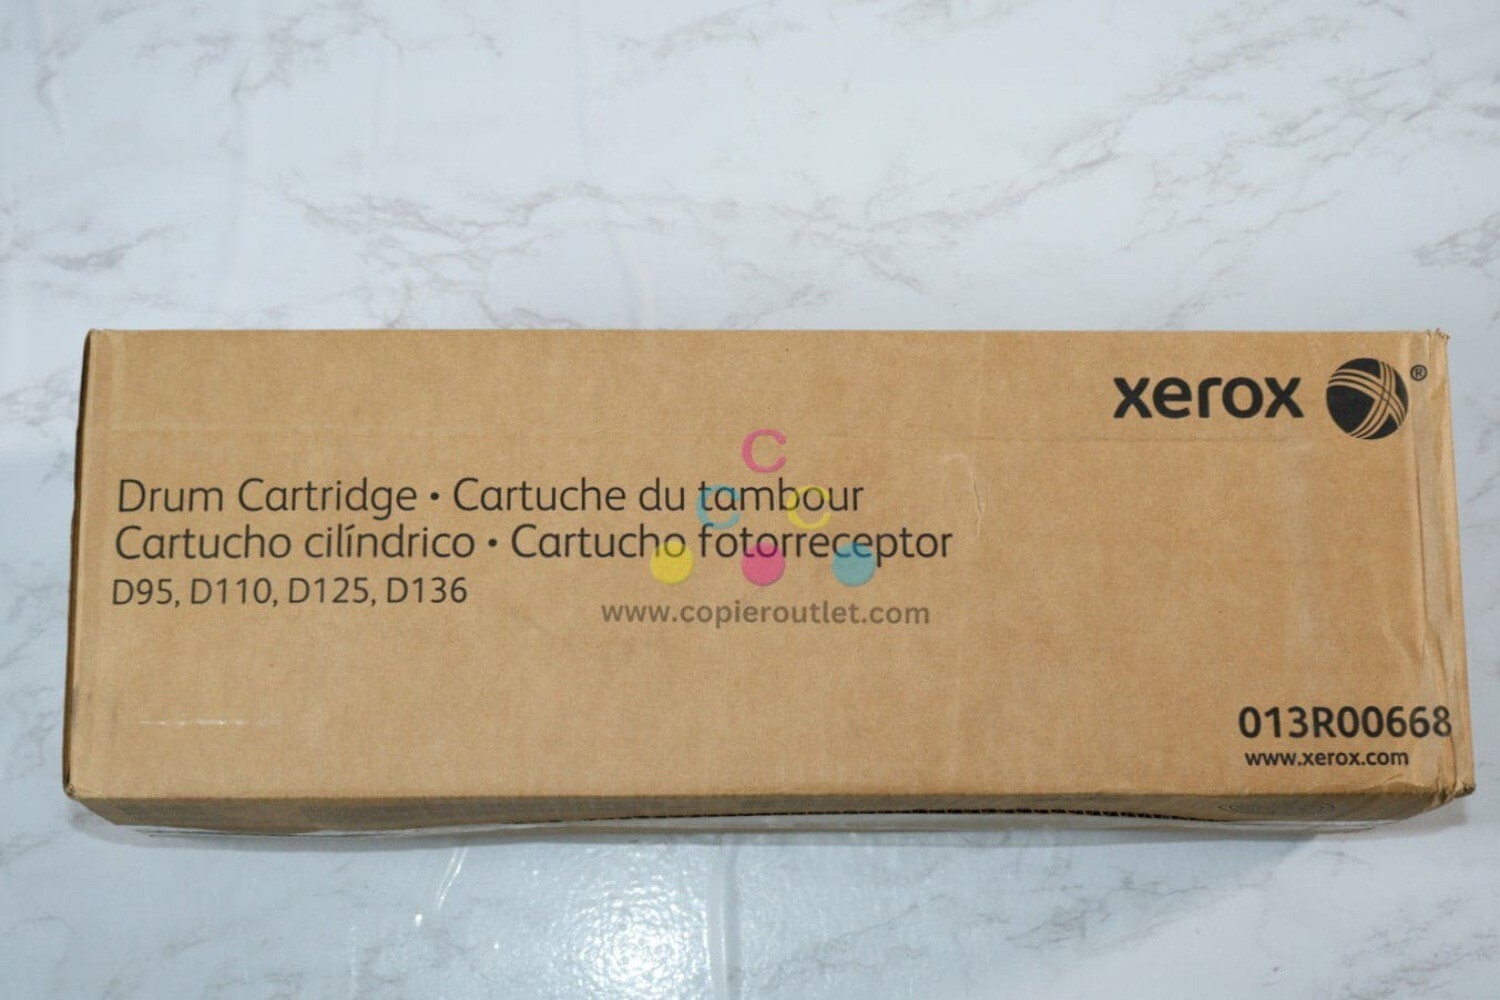 xerox ®
C
C C
Drum Cartridge • Cartuche du tambour
Cartucho cilíndrico • Cartucho fotorreceptor
D95, D110, D125, D136
www.copieroutlet.com
013R00668
www.xerox.com